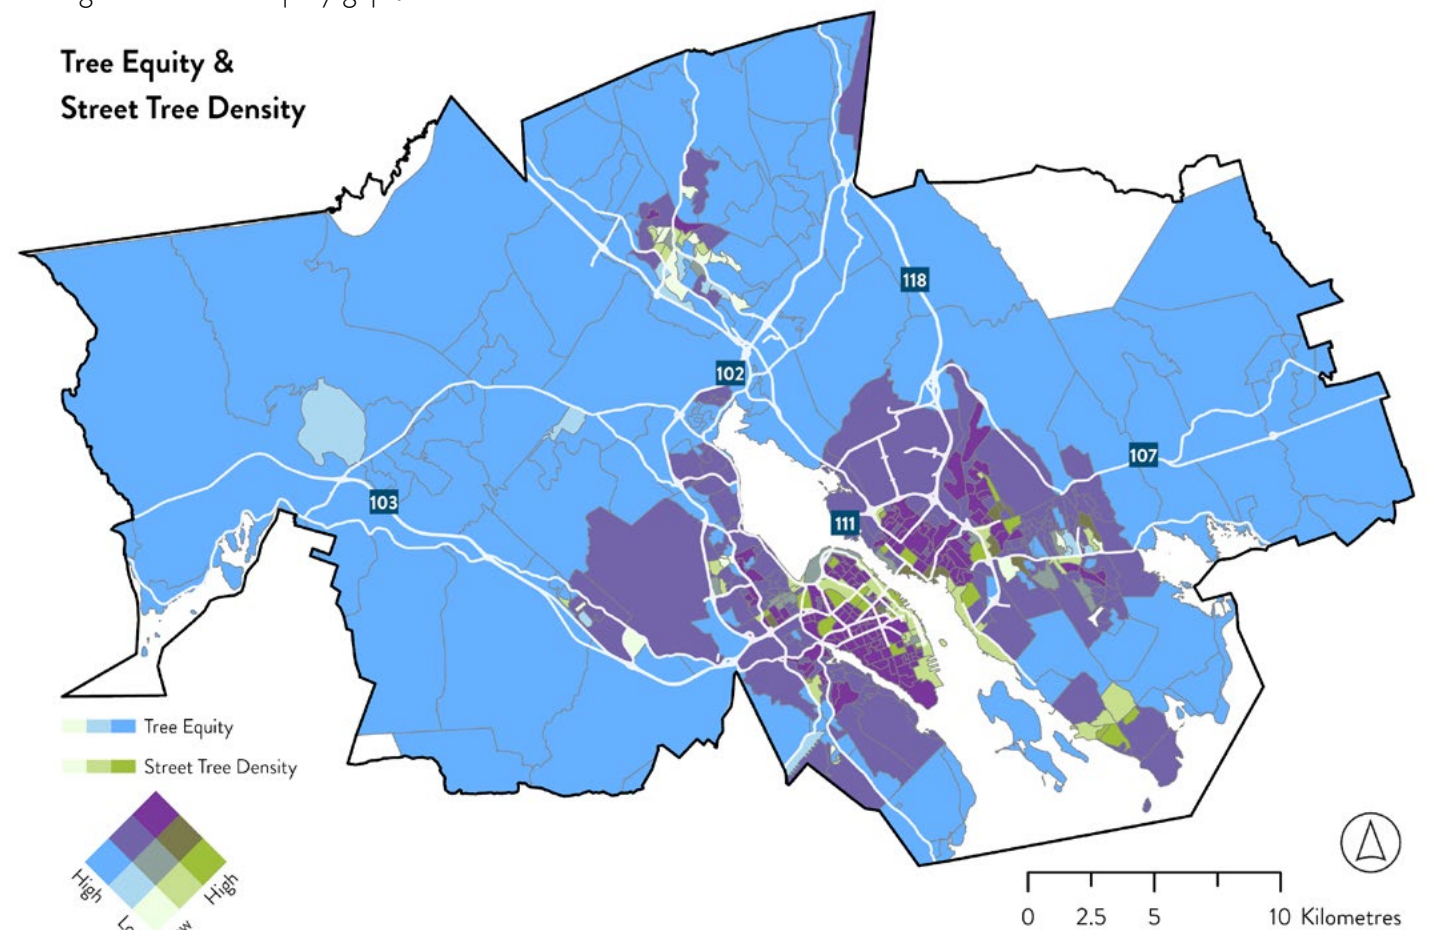 Tree Equity &
Street Tree Density
118
102
107
103
111
Tree Equity
Street Tree Density
High
High
0 2.5 5 10 Kilometres